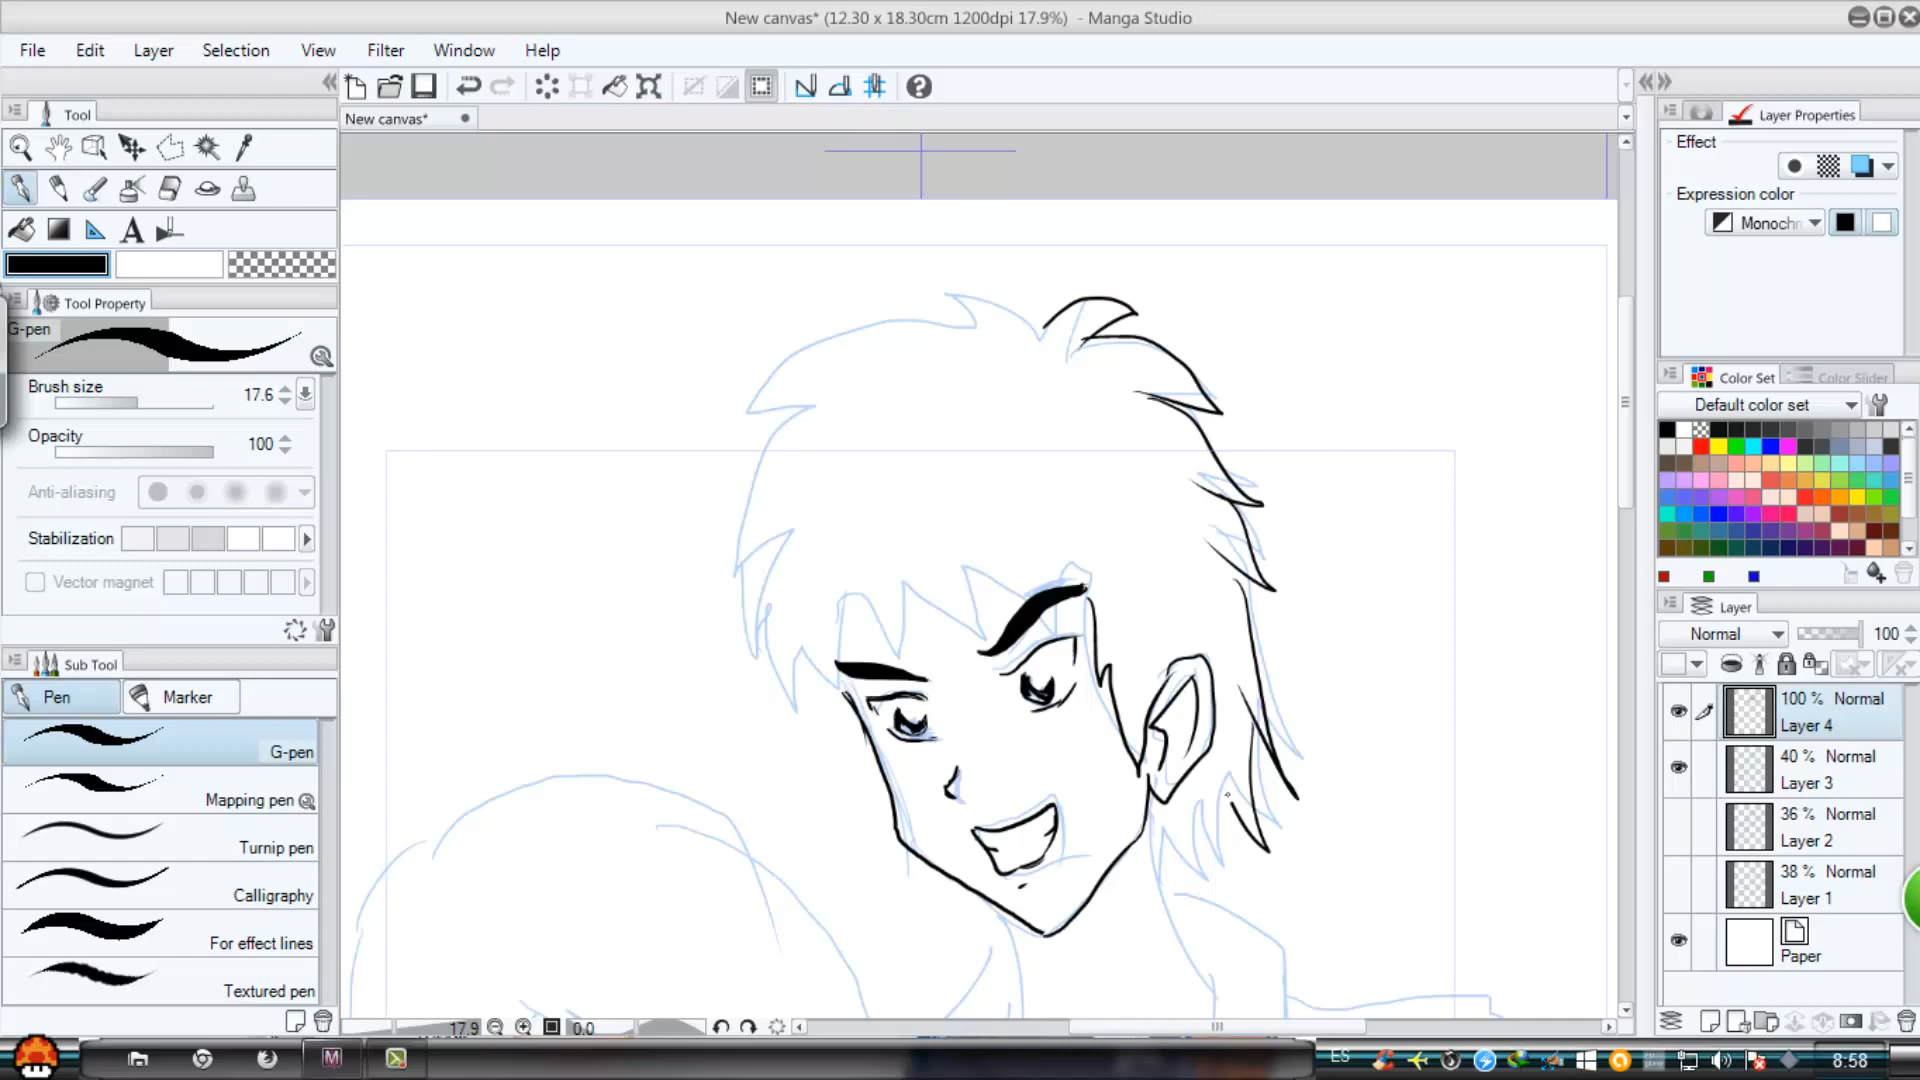 New canvas* (12.30 x 18.30cm 1200dpi 17.9%) - Manga Studio
File Edit Layer Selection View Filter Window Help
Tool
New canvas*
Layer Properties
Effect
Expression color
Monochr
Tool Property
G-pen
Brush size 17.6
Opacity 100
Anti-aliasing
Stabilization
Vector magnet
Color Set Color Slider
Default color set
Sub Tool
Pen Marker
G-pen
Mapping pen
Turnip pen
Calligraphy
For effect lines
Textured pen
Layer
Normal 100
100 % Normal
Layer 4
40 % Normal
Layer 3
36 % Normal
Layer 2
38 % Normal
Layer 1
Paper
17.9 0.0
ES 8:58